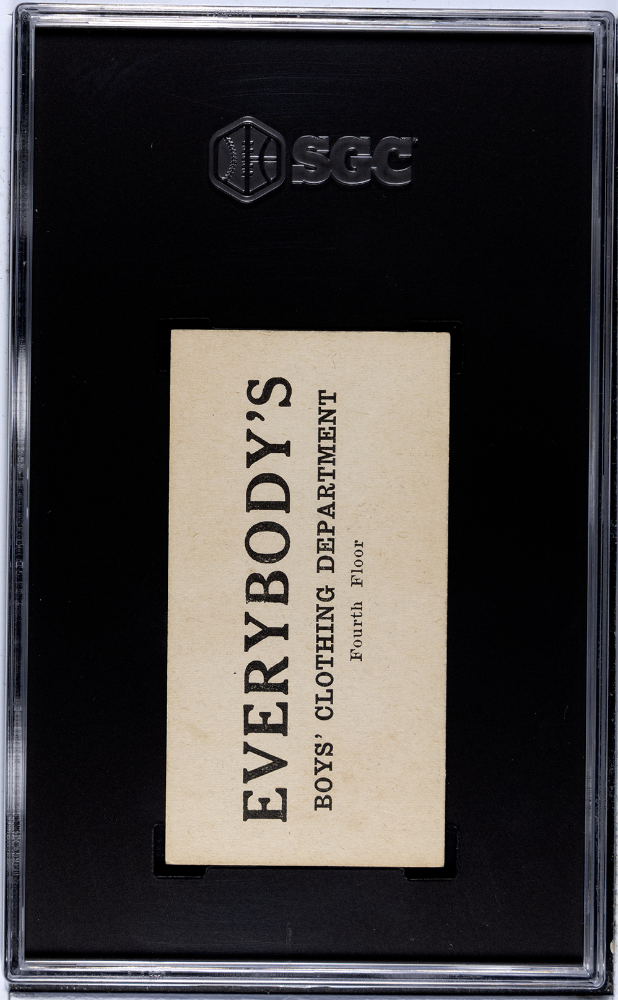 SGC
EVERYBODY'S
BOYS' CLOTHING DEPARTMENT
Fourth Floor